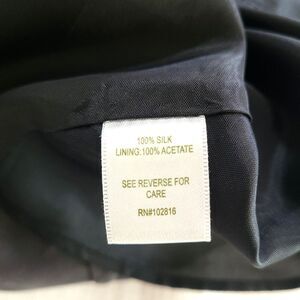 100% SILK
LINING:100% ACETATE
SEE REVERSE FOR
CARE
RN#102816